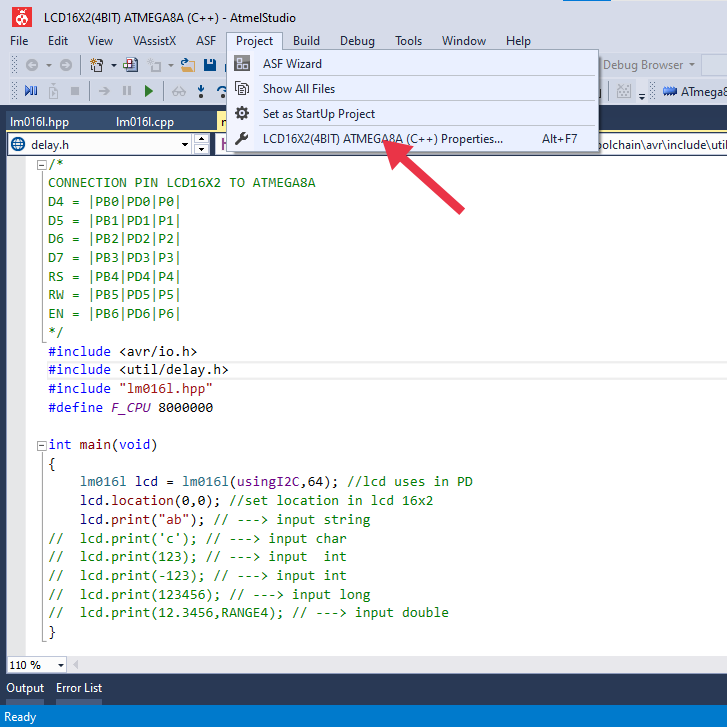 LCD16X2(4BIT) ATMEGA8A (C++) - AtmelStudio
File Edit View VAssistX ASF Project Build Debug Tools Window Help
ASF Wizard
Debug Browser
Show All Files
ATmega8
Set as StartUp Project
lm016l.hpp lm016l.cpp
LCD16X2(4BIT) ATMEGA8A (C++) Properties... Alt+F7
delay.h
olchain\avr\include\util
/*
CONNECTION PIN LCD16X2 TO ATMEGA8A
D4 = |PB0|PD0|P0|
D5 = |PB1|PD1|P1|
D6 = |PB2|PD2|P2|
D7 = |PB3|PD3|P3|
RS = |PB4|PD4|P4|
RW = |PB5|PD5|P5|
EN = |PB6|PD6|P6|
*/
#include <avr/io.h>
#include <util/delay.h>
#include "lm016l.hpp"
#define F_CPU 8000000
int main(void)
{
lm016l lcd = lm016l(usingI2C,64); //lcd uses in PD
lcd.location(0,0); //set location in lcd 16x2
lcd.print("ab"); // ---> input string
// lcd.print('c'); // ---> input char
// lcd.print(123); // ---> input  int
// lcd.print(-123); // ---> input int
// lcd.print(123456); // ---> input long
// lcd.print(12.3456,RANGE4); // ---> input double
}
110 %
Output Error List
Ready